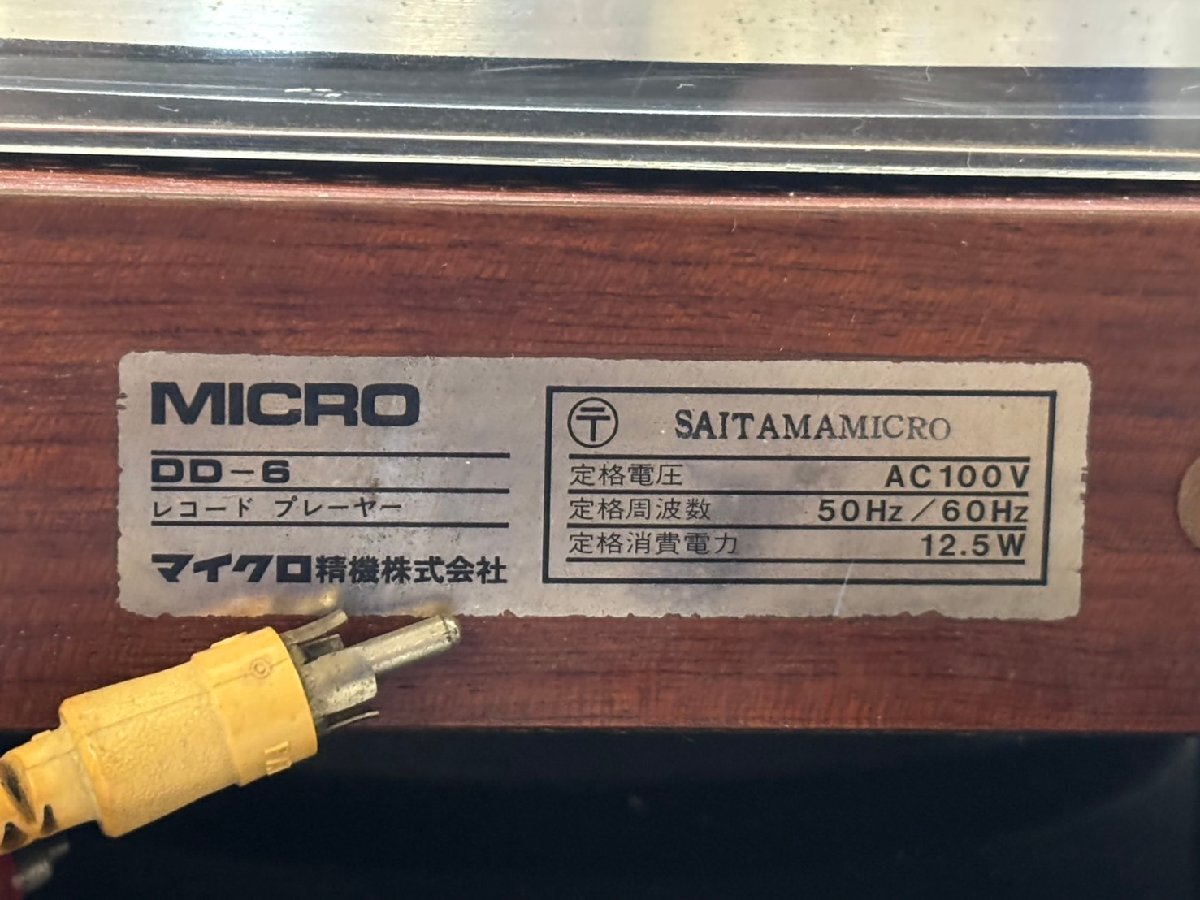 MICRO
DD-6
レコード プレーヤー
マイクロ精機株式会社
〒 SAITAMAMICRO
定格電圧 AC100V
定格周波数 50Hz/60Hz
定格消費電力 12.5W